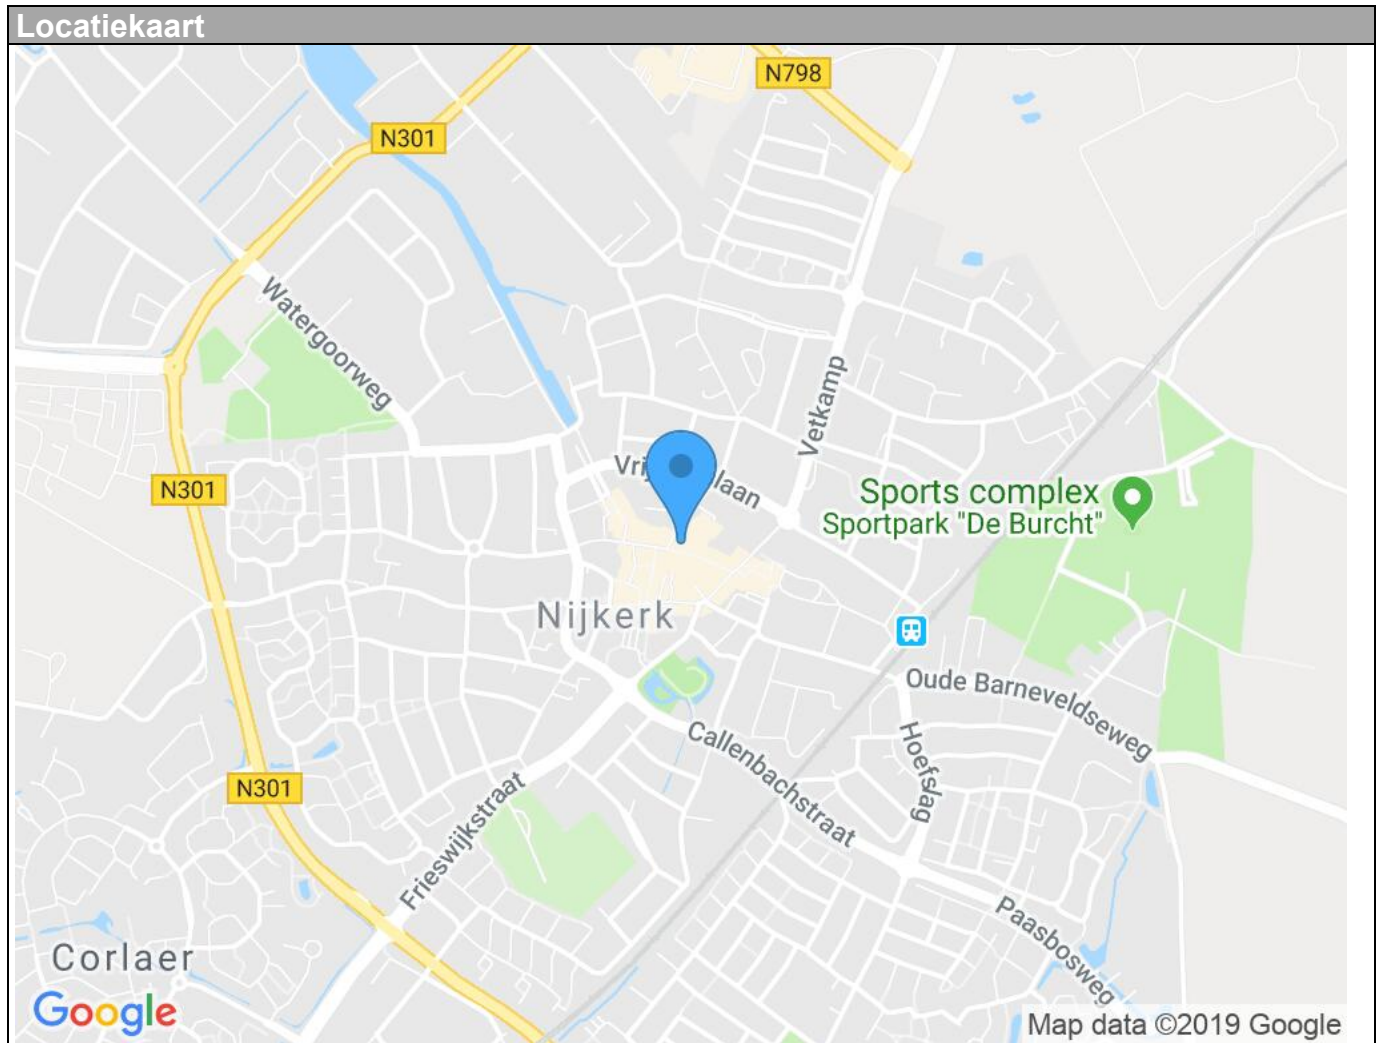 Locatiekaart
N798
N301
Watergoorweg
Vetkamp
N301
laan
Sports complex
Sportpark "De Burcht"
Nijkerk
Oude Barneveldseweg
Hoefslag
Callenbachstraat
N301
Frieswijkstraat
Paasbosweg
Corlaer
Google
Map data ©2019 Google